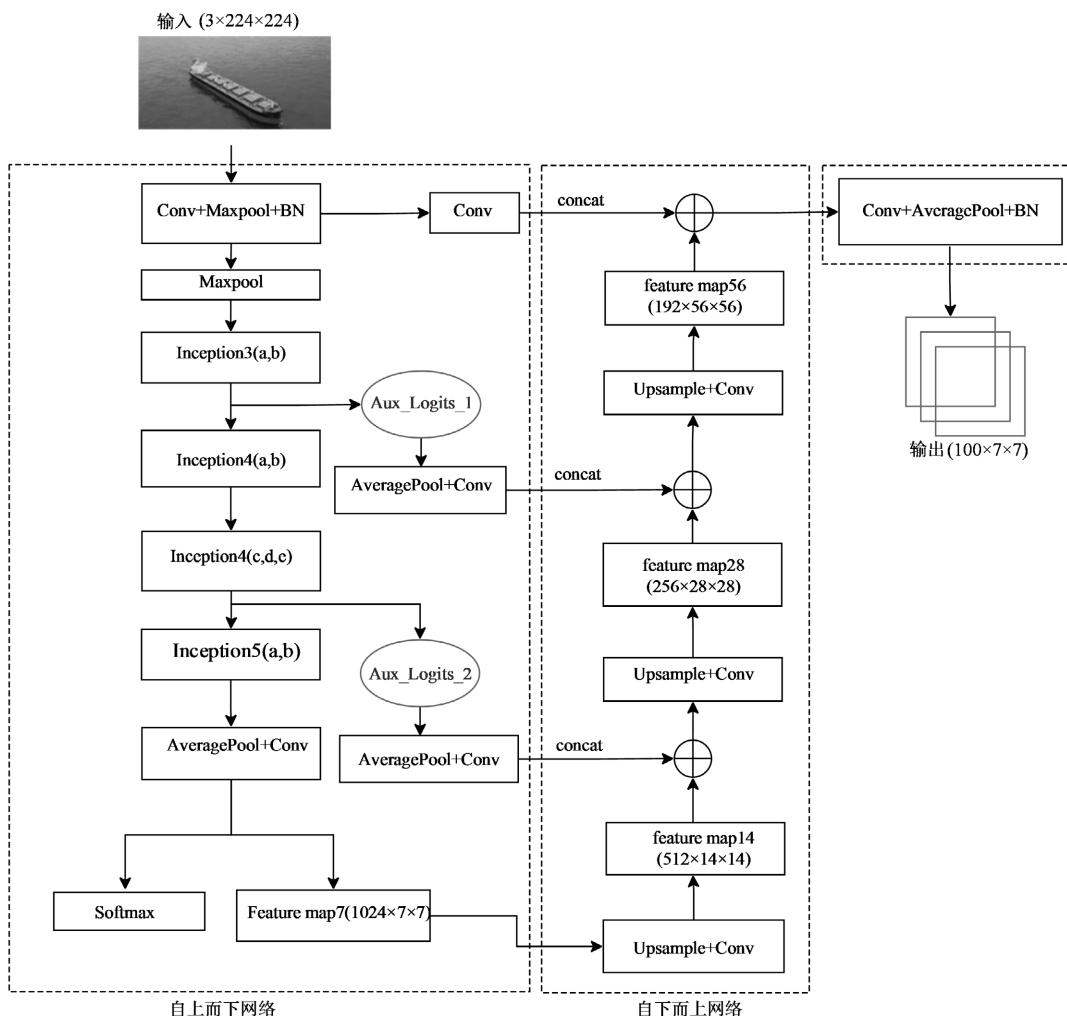 输入 (3×224×224)
Conv+Maxpool+BN
Conv
Maxpool
Inception3(a,b)
Aux_Logits_1
Inception4(a,b)
AveragePool+Conv
Inception4(c,d,e)
Inception5(a,b)
Aux_Logits_2
AveragePool+Conv
AveragePool+Conv
Softmax
Feature map7(1024×7×7)
自上而下网络
concat
feature map56
(192×56×56)
Upsample+Conv
concat
feature map28
(256×28×28)
Upsample+Conv
concat
feature map14
(512×14×14)
Upsample+Conv
自下而上网络
Conv+AveragePool+BN
输出(100×7×7)